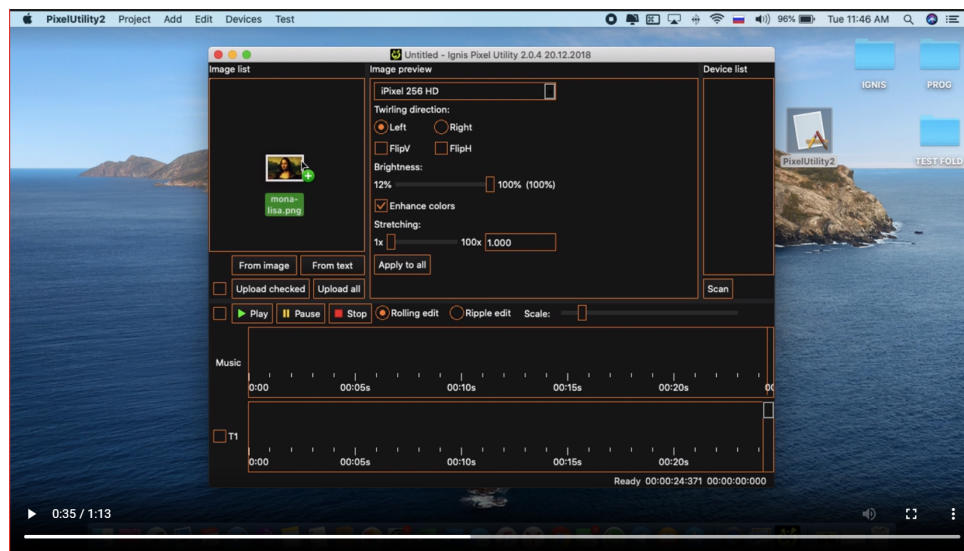 PixelUtility2 Project Add Edit Devices Test 96% Tue 11:46 AM
Untitled - Ignis Pixel Utility 2.0.4 20.12.2018
Image list Image preview Device list
IGNIS PROG
iPixel 256 HD
Twirling direction:
Left Right
FlipV FlipH
PixelUtility2 TEST FOLD
Brightness:
12% 100% (100%)
mona-
lisa.png
Enhance colors
Stretching:
1x 100x 1.000
From image From text Apply to all
Upload checked Upload all Scan
Play Pause Stop Rolling edit Ripple edit Scale:
Music
0:00 00:05s 00:10s 00:15s 00:20s 00
T1
0:00 00:05s 00:10s 00:15s 00:20s
Ready 00:00:24:371 00:00:00:000
0:35 / 1:13